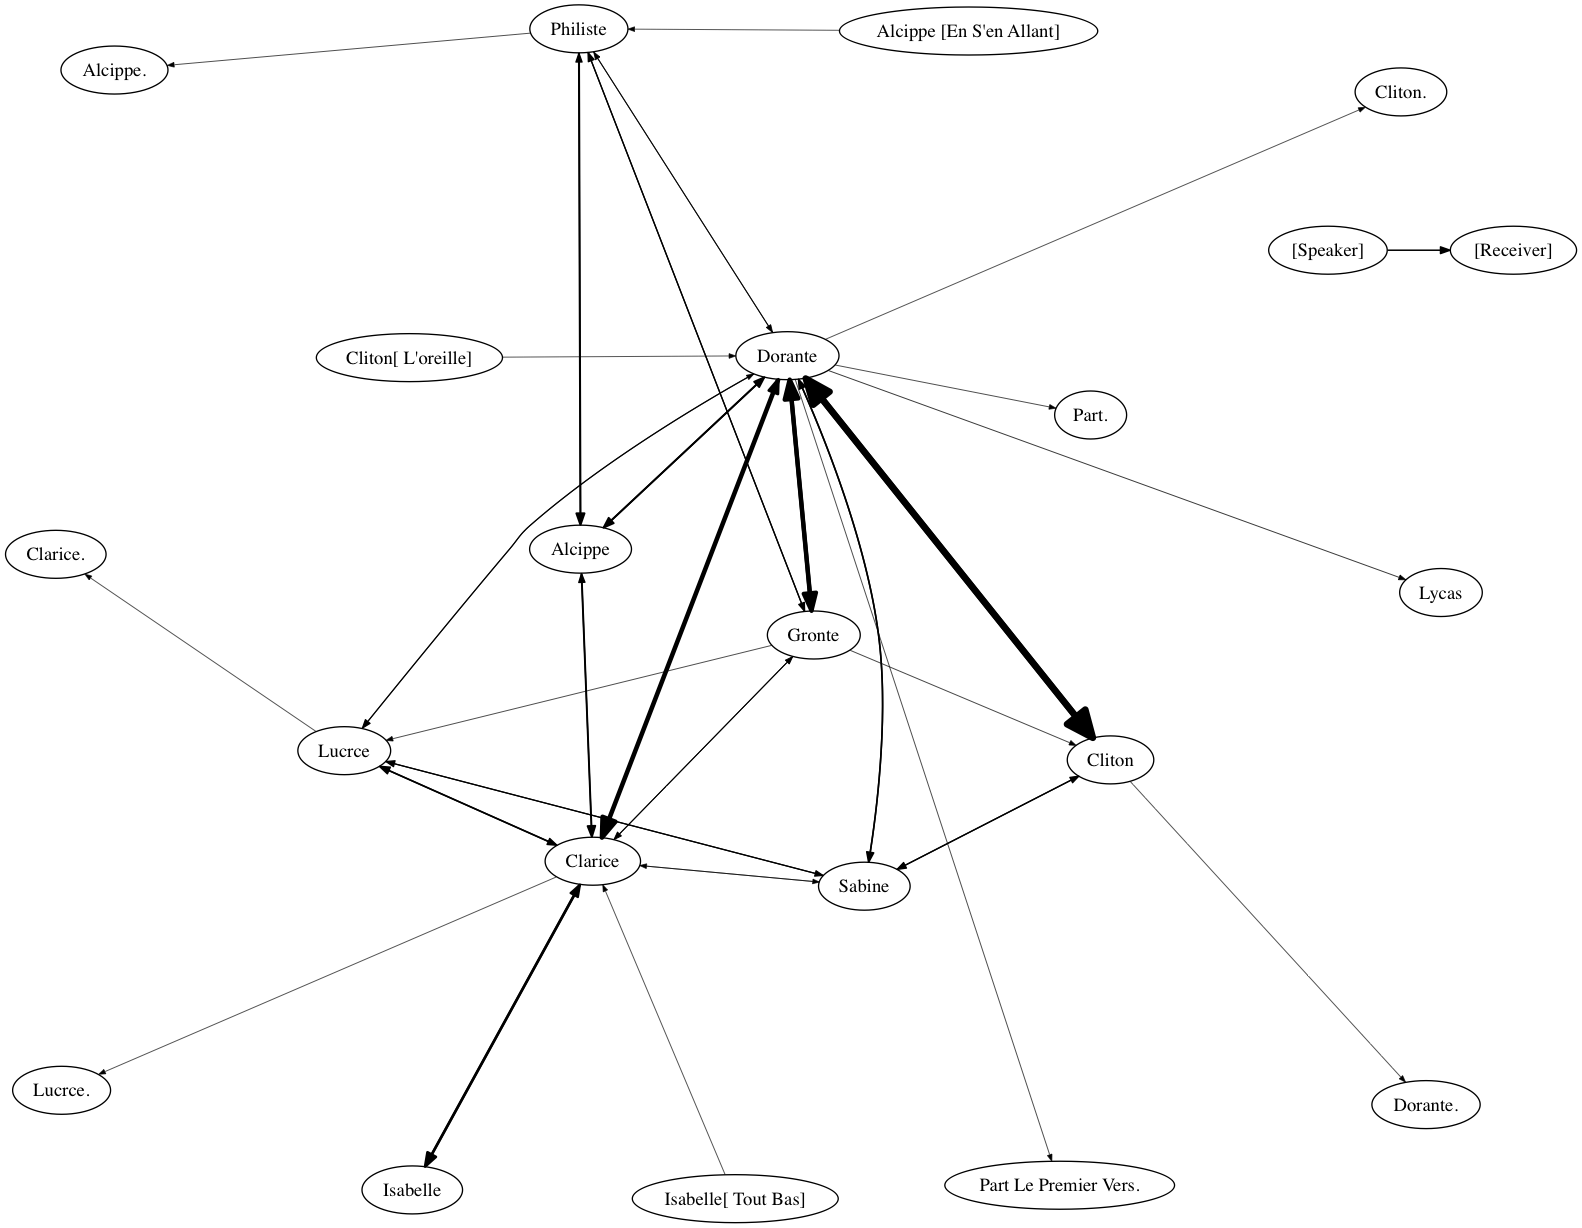 Philiste
Alcippe [En S'en Allant]
Alcippe.
Cliton.
[Speaker]
[Receiver]
Cliton[ L'oreille]
Dorante
Part.
Clarice.
Alcippe
Lycas
Gronte
Lucrce
Cliton
Clarice
Sabine
Lucrce.
Dorante.
Isabelle
Isabelle[ Tout Bas]
Part Le Premier Vers.